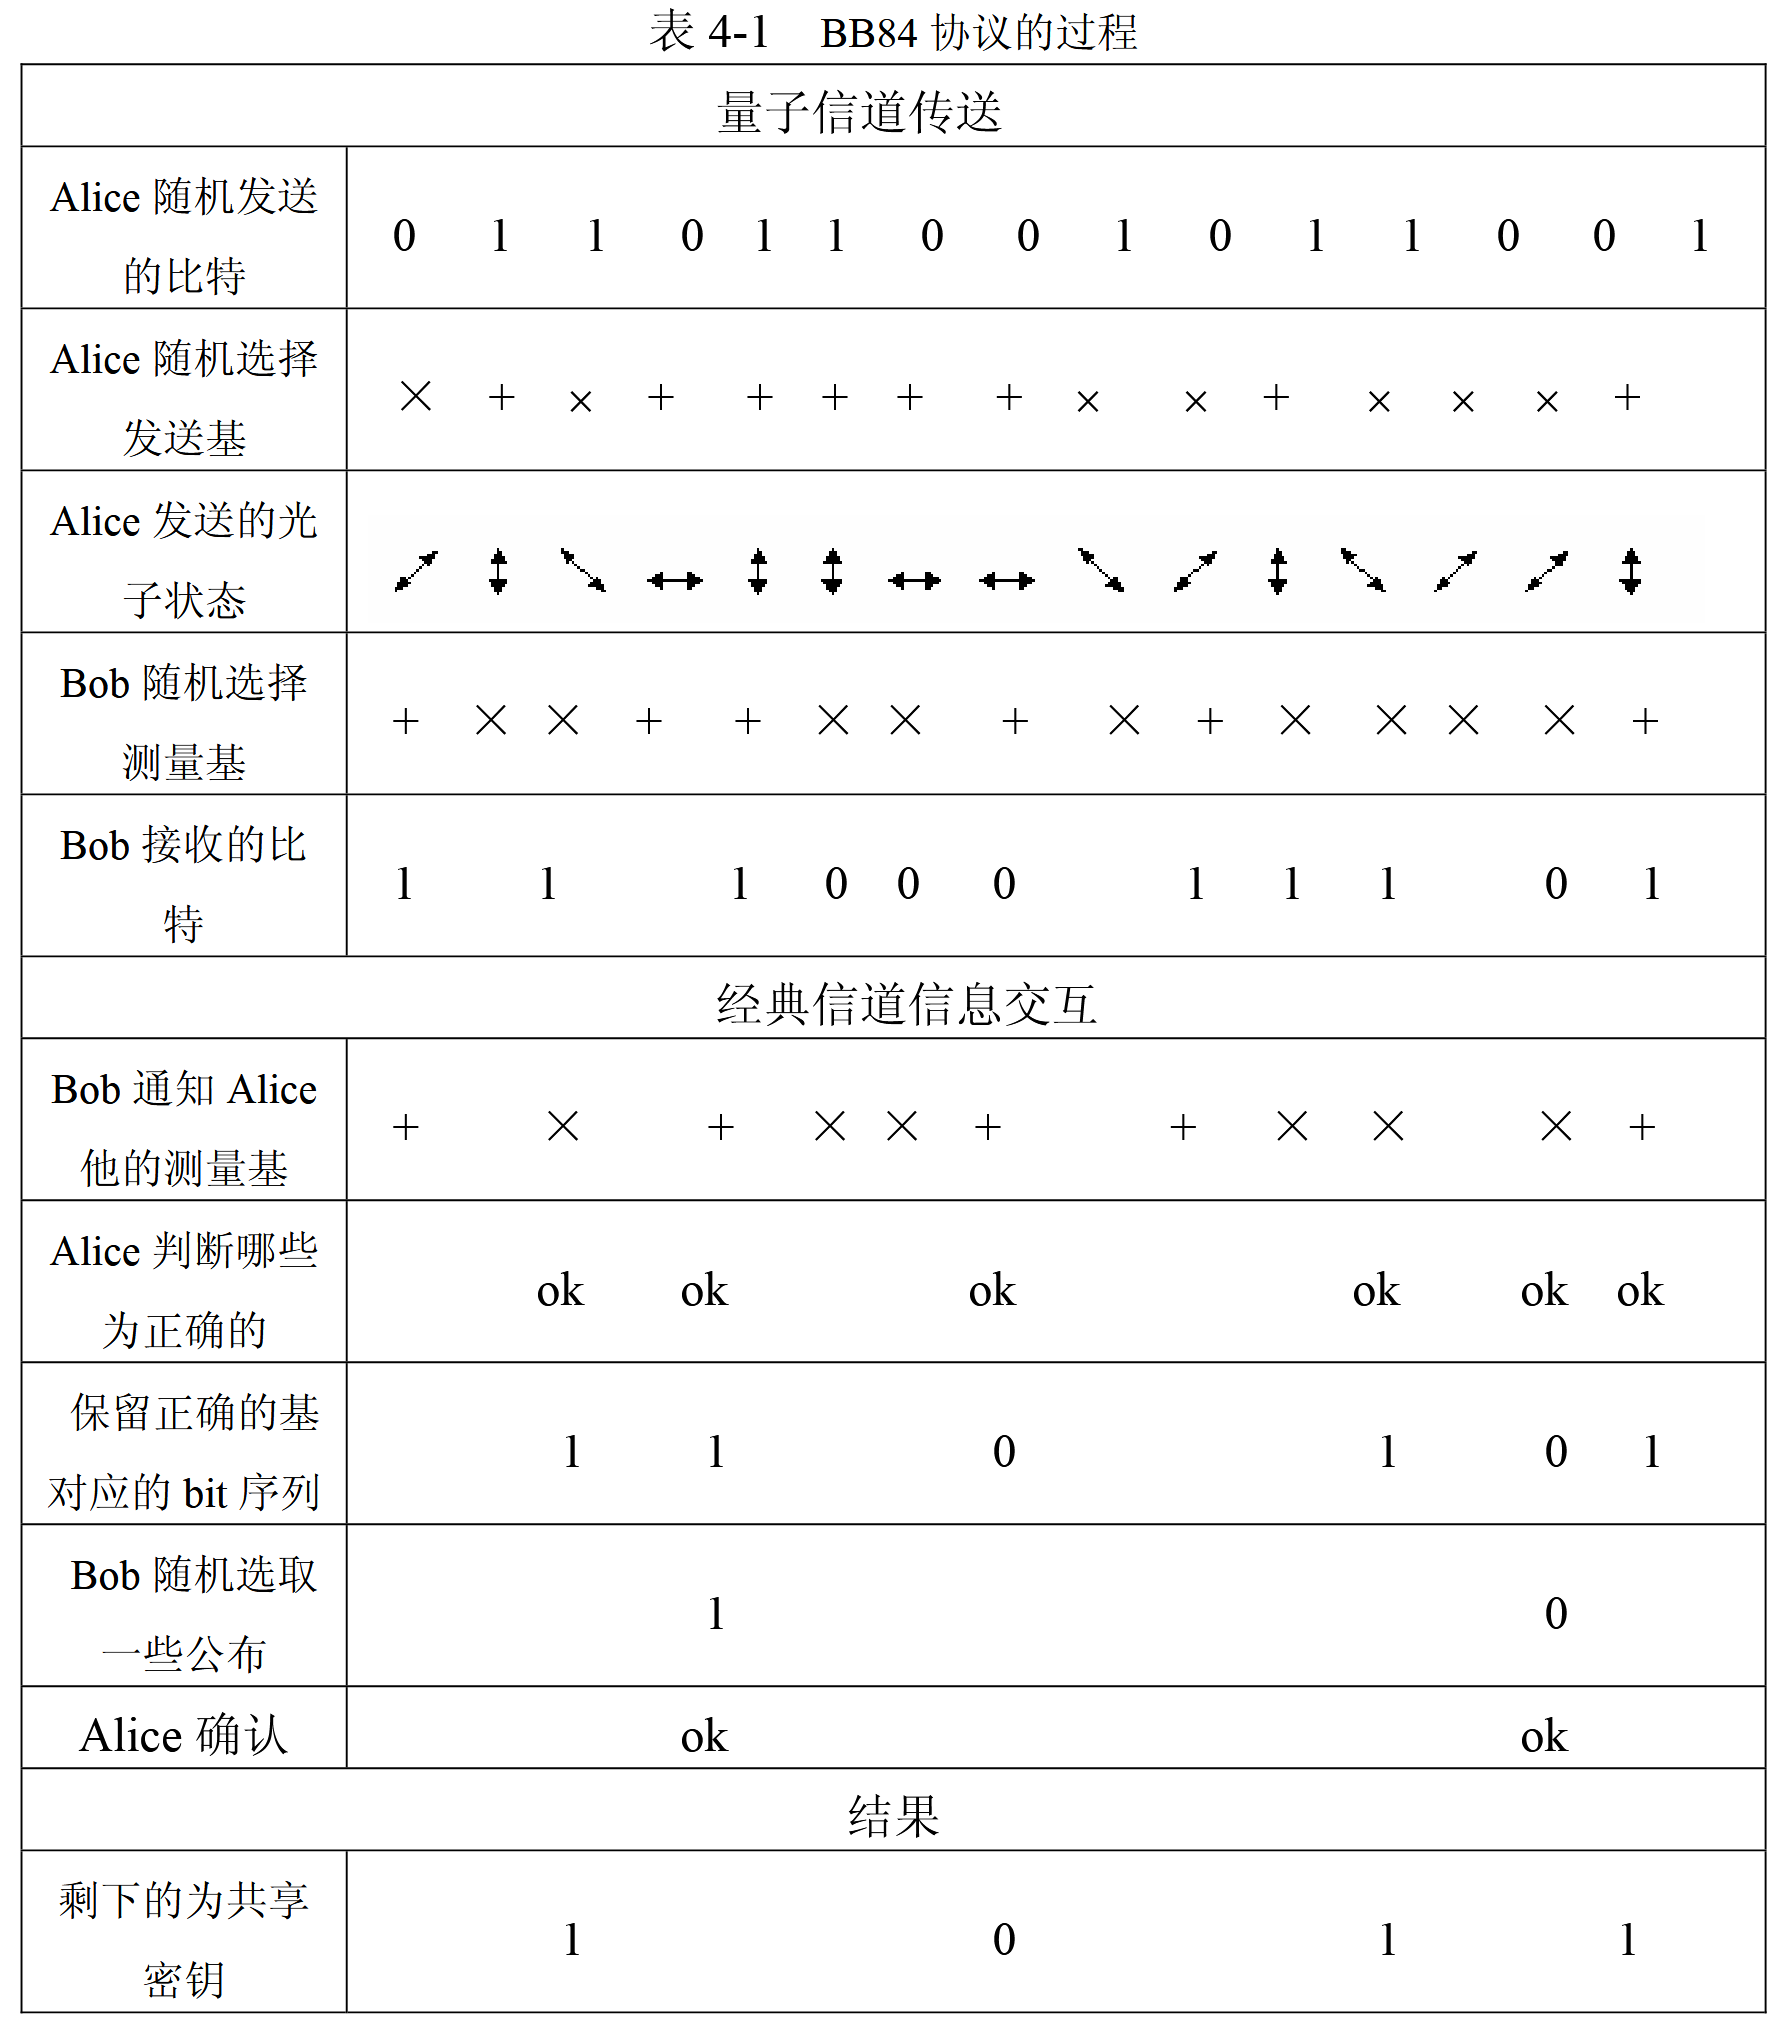 表 4-1 BB84 协议的过程
量子信道传送
Alice 随机发送
的比特
0 1 1 0 1 1 0 0 1 0 1 1 0 0 1
Alice 随机选择
发送基
× + × + + + + + × × + × × × +
Alice 发送的光
子状态
Bob 随机选择
测量基
+ × × + + × × + × + × × × × +
Bob 接收的比
特
1 1 1 0 0 0 1 1 1 0 1
经典信道信息交互
Bob 通知 Alice
他的测量基
+ × + × × + + × × × +
Alice 判断哪些
为正确的
ok ok ok ok ok ok
保留正确的基
对应的 bit 序列
1 1 0 1 0 1
Bob 随机选取
一些公布
1 0
Alice 确认
ok ok
结果
剩下的为共享
密钥
1 0 1 1